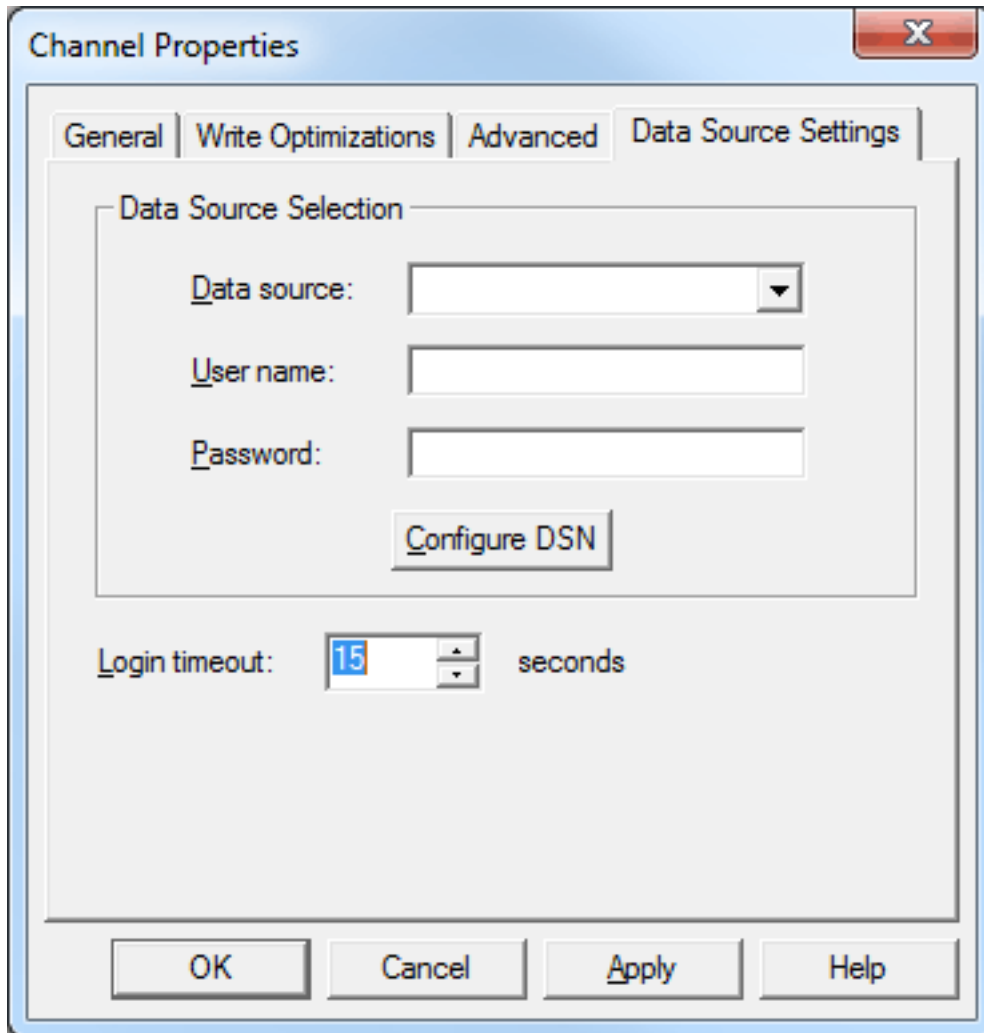 Channel Properties
General Write Optimizations Advanced Data Source Settings
Data Source Selection
Data source:
User name:
Password:
Configure DSN
Login timeout: 15 seconds
OK Cancel Apply Help